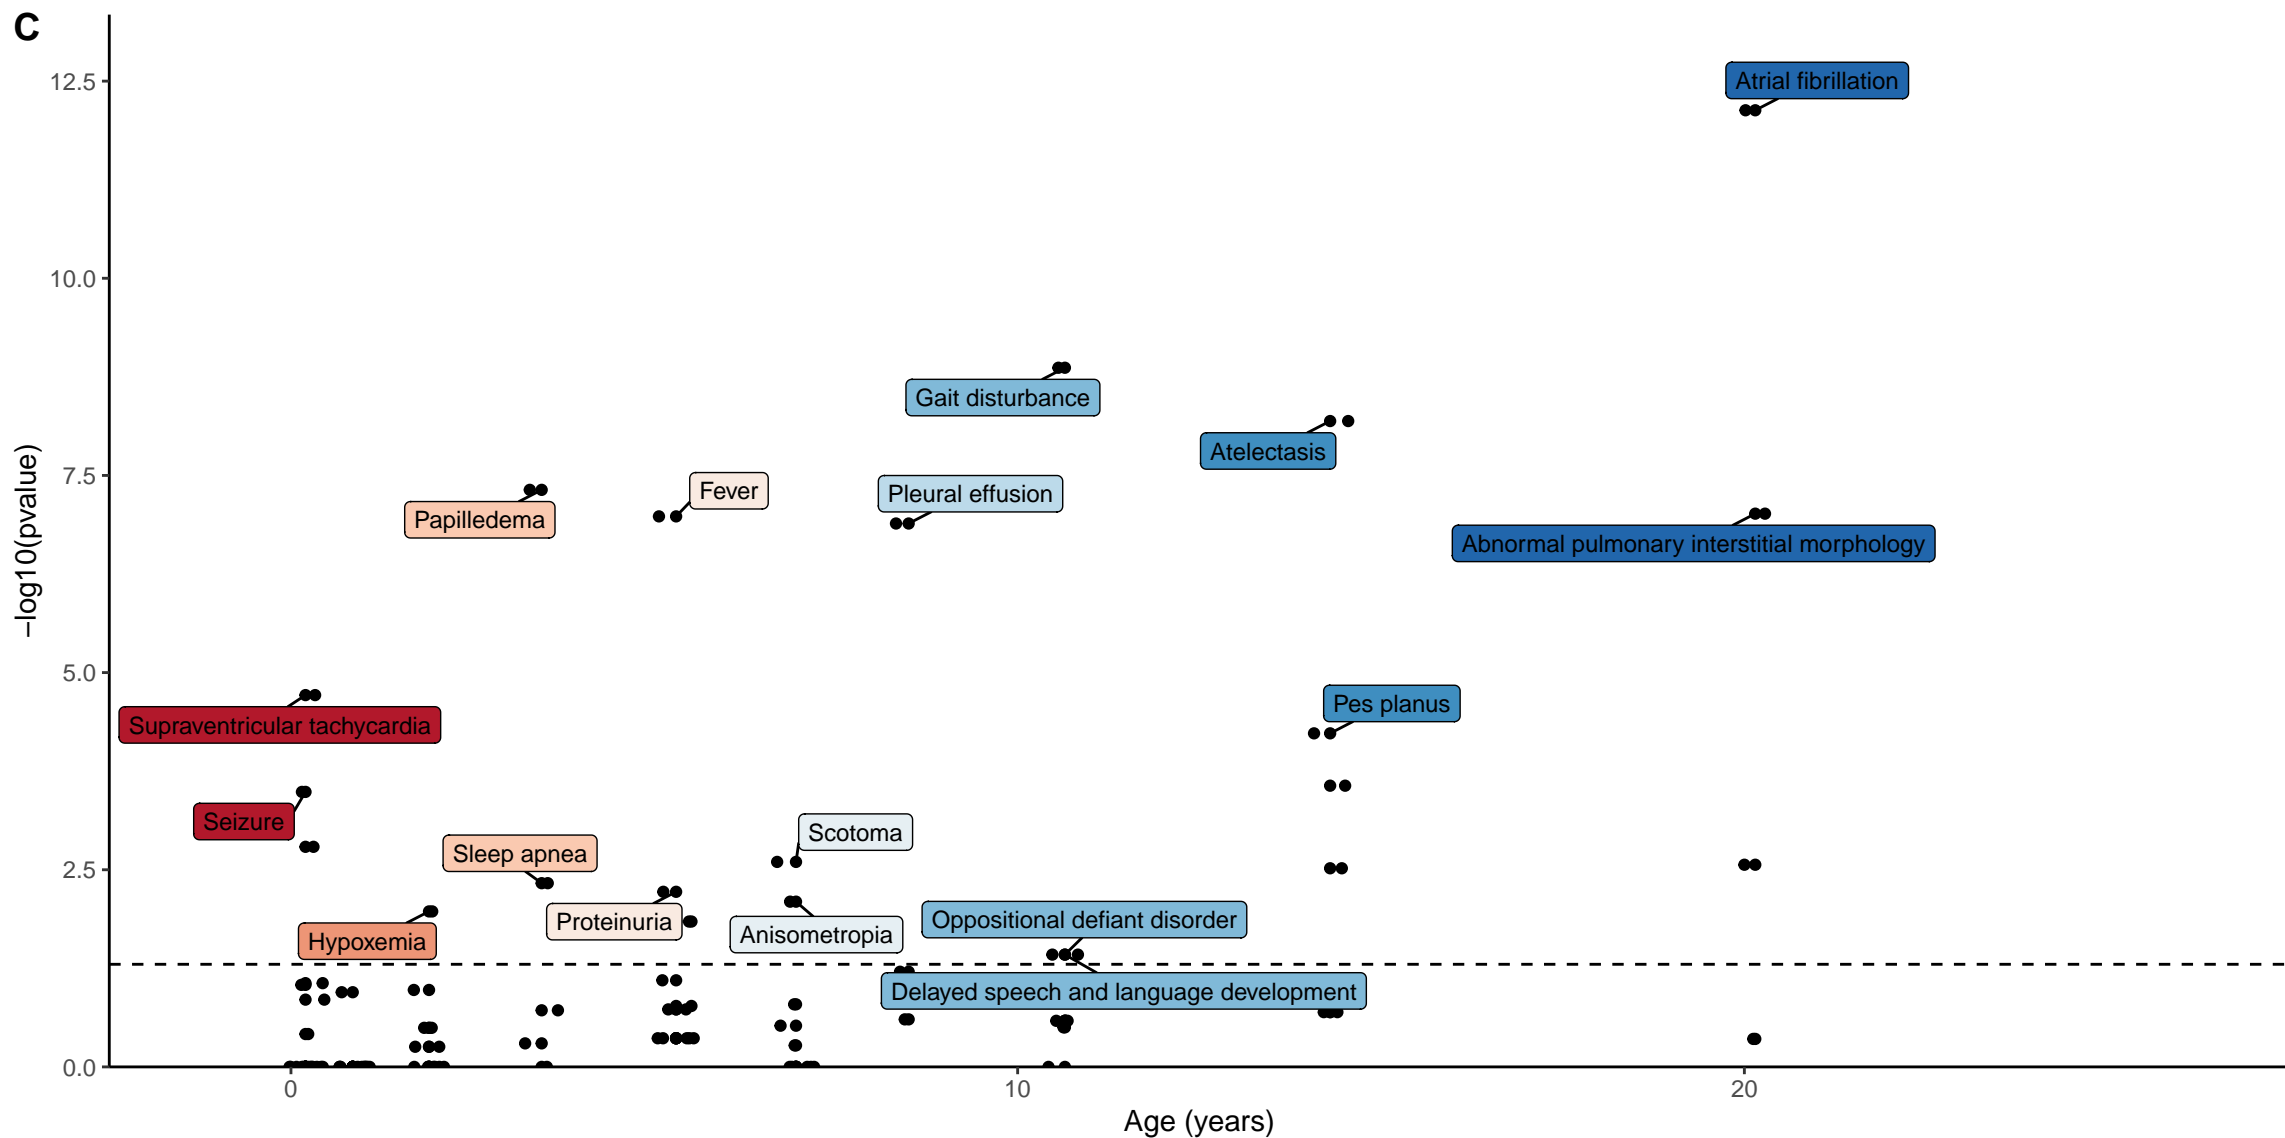 C
12.5
Atrial fibrillation
10.0
Gait disturbance
Atelectasis
7.5
Fever
Pleural effusion
Papilledema
Abnormal pulmonary interstitial morphology
–log10(pvalue)
5.0
Supraventricular tachycardia
Pes planus
Seizure
Scotoma
Sleep apnea
2.5
Proteinuria
Oppositional defiant disorder
Anisometropia
Hypoxemia
Delayed speech and language development
0.0
0
10
20
Age (years)